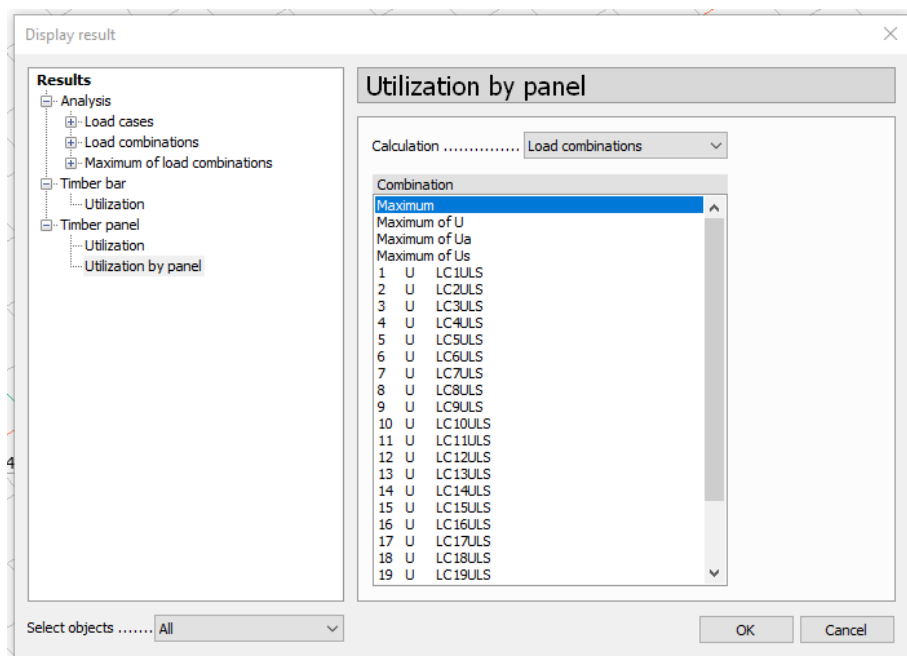 Display result
Results
Analysis
Load cases
Load combinations
Maximum of load combinations
Timber bar
Utilization
Timber panel
Utilization
Utilization by panel
Select objects ....... All
Utilization by panel
Calculation ............... Load combinations
Combination
Maximum
Maximum of U
Maximum of Ua
Maximum of Us
1 U LC1ULS
2 U LC2ULS
3 U LC3ULS
4 U LC4ULS
5 U LC5ULS
6 U LC6ULS
7 U LC7ULS
8 U LC8ULS
9 U LC9ULS
10 U LC10ULS
11 U LC11ULS
12 U LC12ULS
13 U LC13ULS
14 U LC14ULS
15 U LC15ULS
16 U LC16ULS
17 U LC17ULS
18 U LC18ULS
19 U LC19ULS
OK Cancel
4